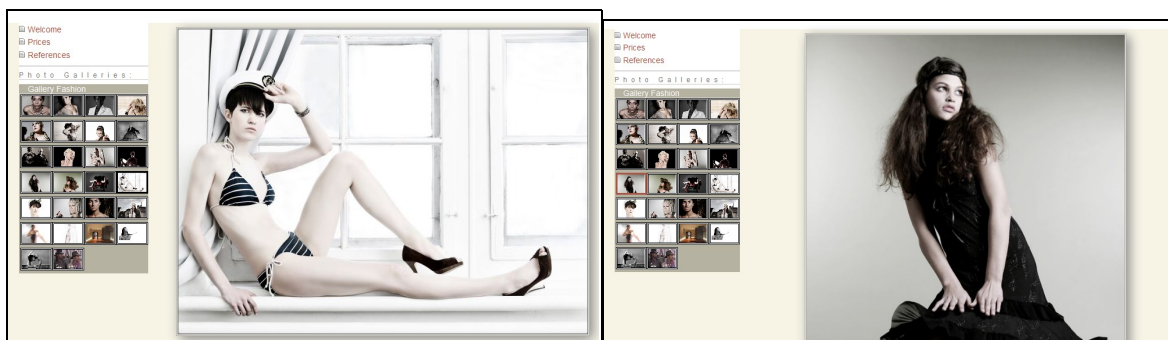 Welcome
Prices
References
Photo Galleries:
Gallery Fashion
Welcome
Prices
References
Photo Galleries:
Gallery Fashion